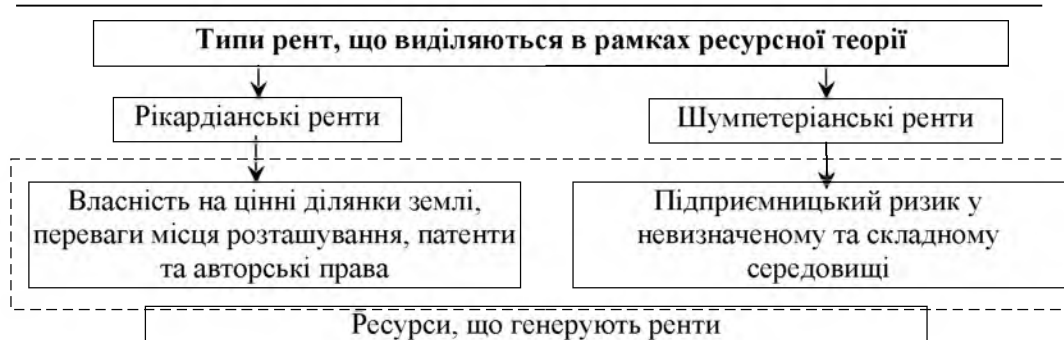 Типи рент, що виділяються в рамках ресурсної теорії
Рікардіанські ренти
Шумпетеріанські ренти
Власність на цінні ділянки землі,
переваги місця розташування, патенти
та авторські права
Підприємницький ризик у
невизначеному та складному
середовищі
Ресурси, що генерують ренти